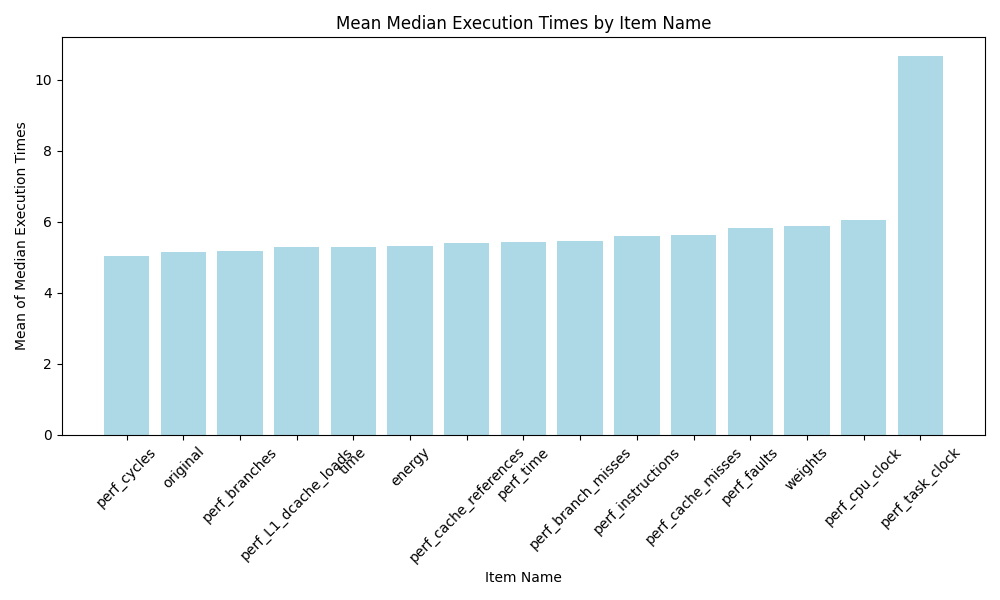 Mean Median Execution Times by Item Name
Mean of Median Execution Times
10
8
6
4
2
0
perf_cycles
original
perf_branches
perf_L1_dcache_loads
time
energy
perf_cache_references
perf_time
perf_branch_misses
perf_instructions
perf_cache_misses
perf_faults
weights
perf_cpu_clock
perf_task_clock
Item Name